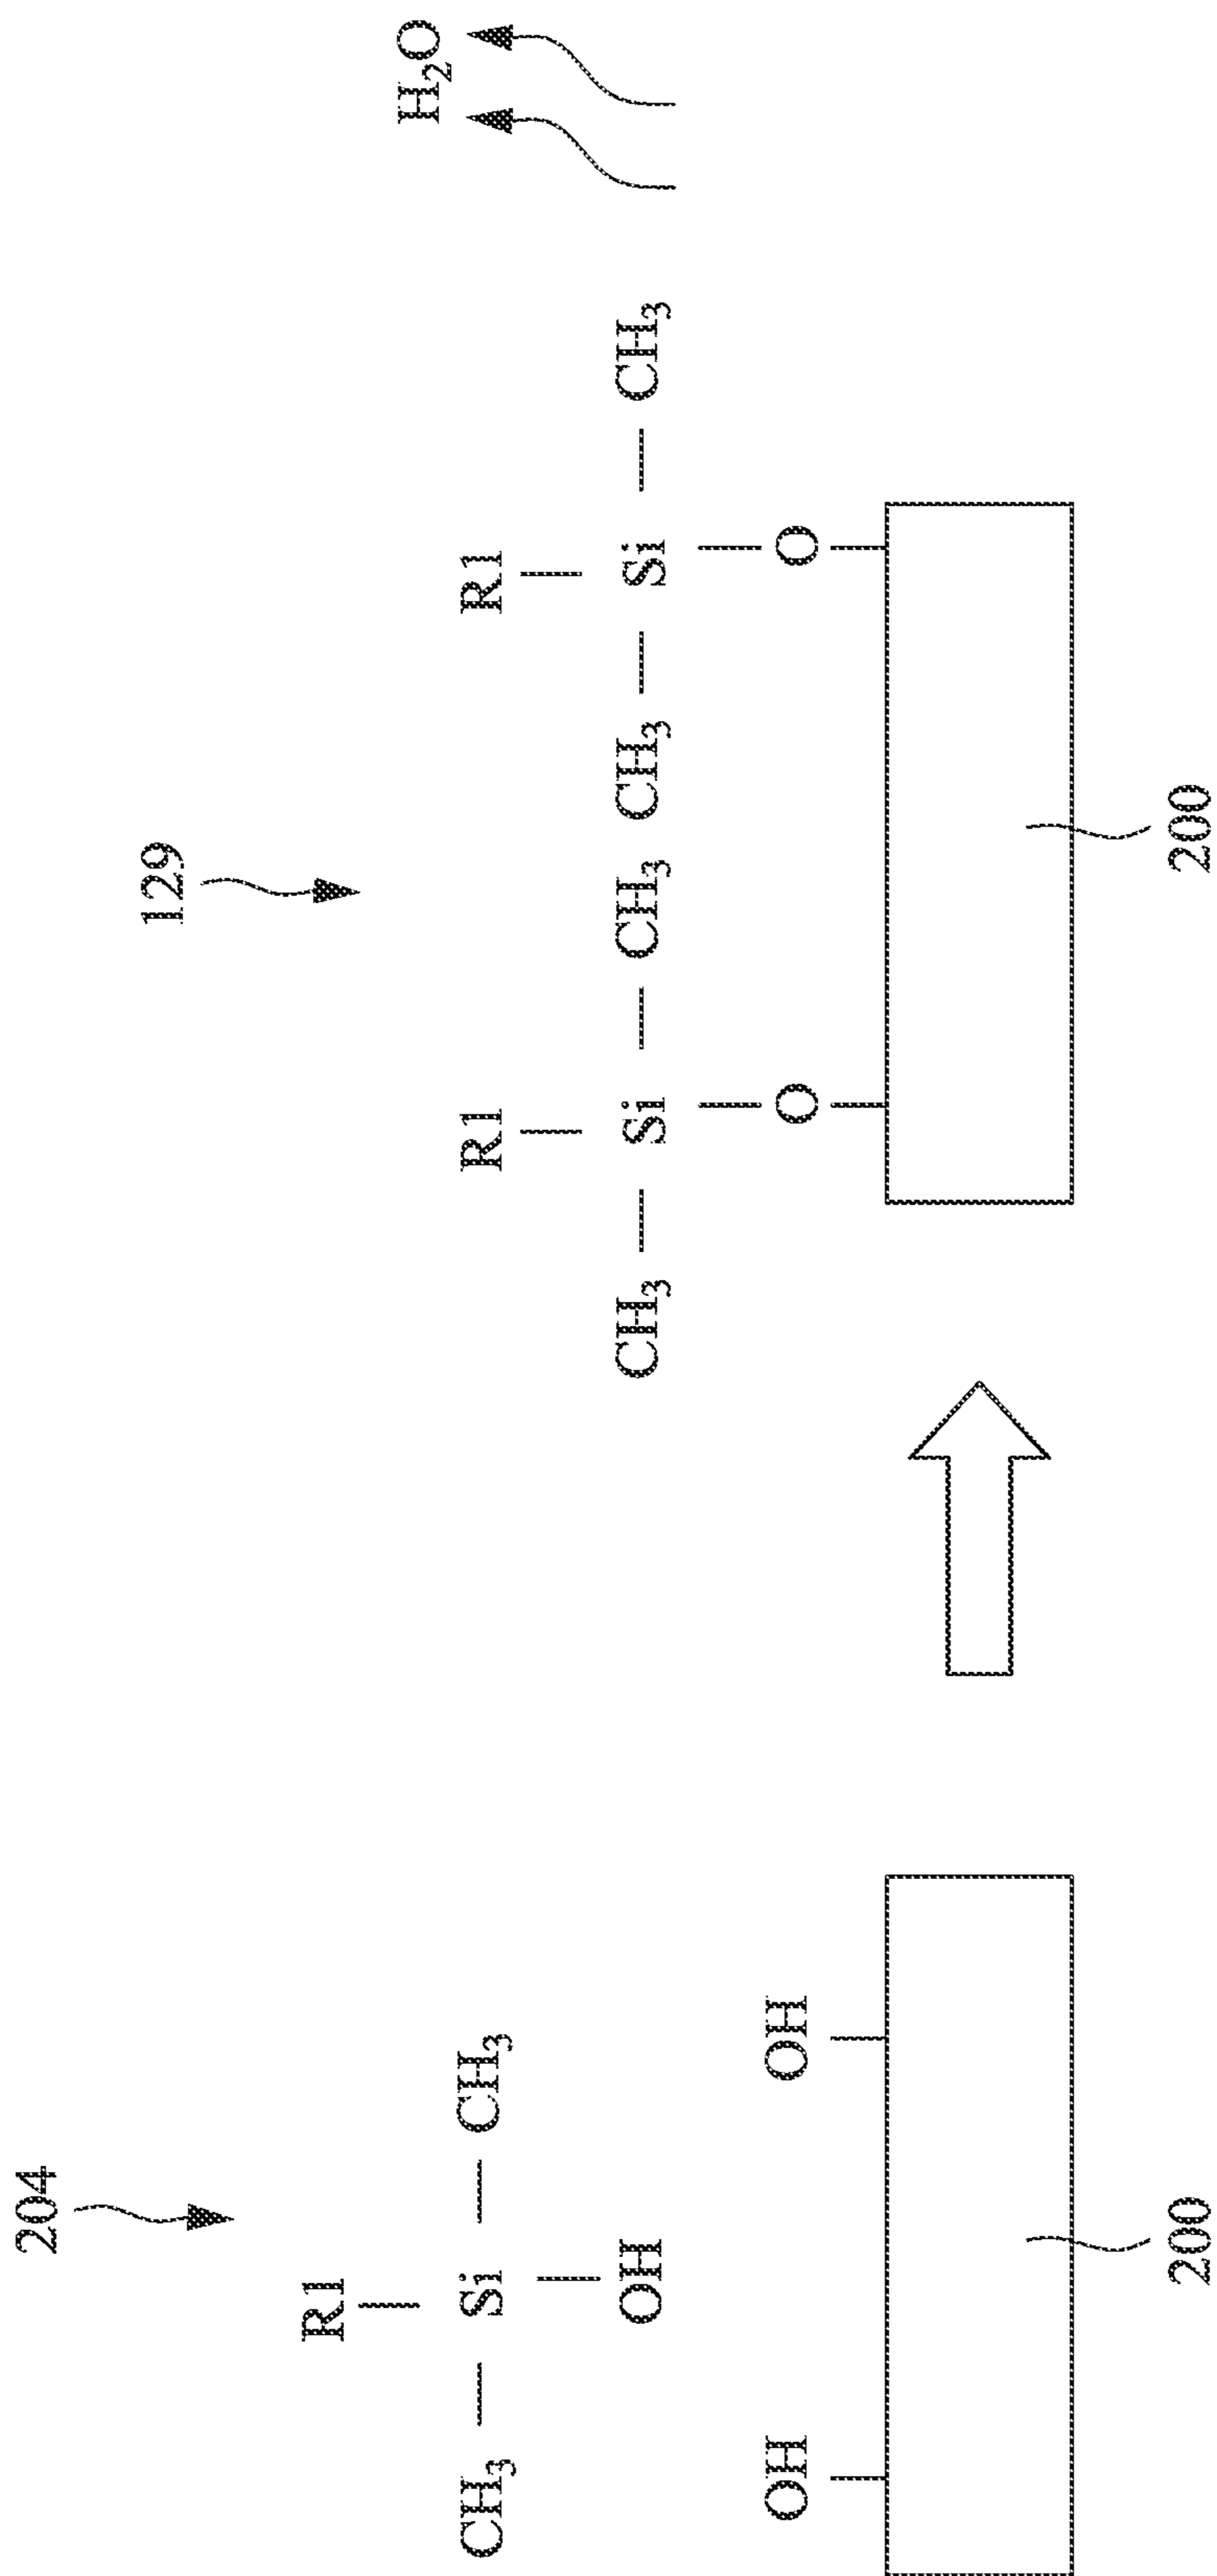 204
R1
CH3 — Si — CH3
OH
OH OH
200
129
R1 R1
CH3 — Si — CH3 CH3 — Si — CH3
O O
200
H2O